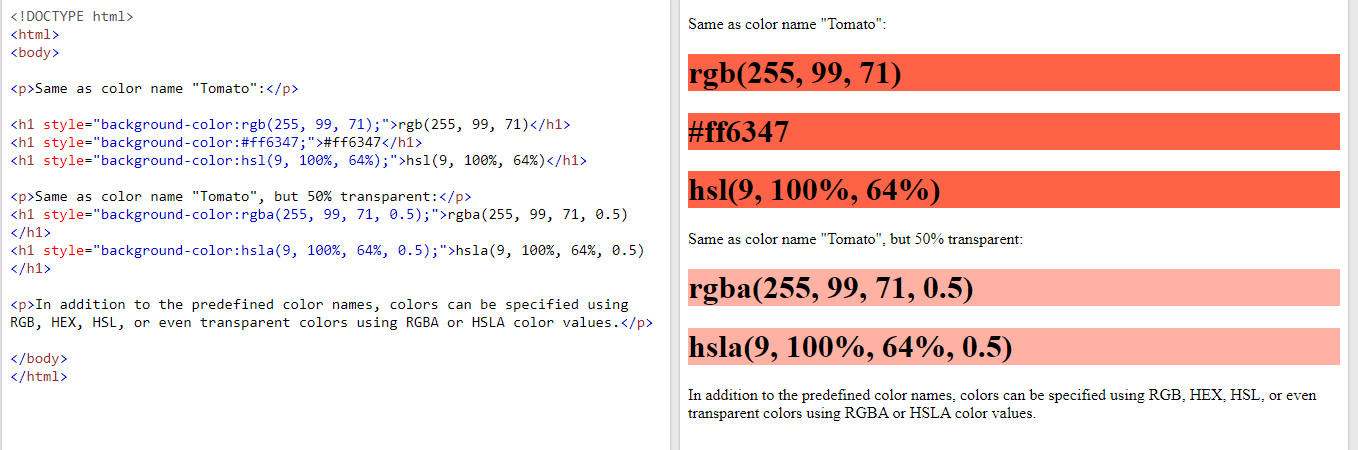 <!DOCTYPE html>
<html>
<body>
<p>Same as color name "Tomato":</p>
<h1 style="background-color:rgb(255, 99, 71);">rgb(255, 99, 71)</h1>
<h1 style="background-color:#ff6347;">#ff6347</h1>
<h1 style="background-color:hsl(9, 100%, 64%);">hsl(9, 100%, 64%)</h1>
<p>Same as color name "Tomato", but 50% transparent:</p>
<h1 style="background-color:rgba(255, 99, 71, 0.5);">rgba(255, 99, 71, 0.5)
</h1>
<h1 style="background-color:hsla(9, 100%, 64%, 0.5);">hsla(9, 100%, 64%, 0.5)
</h1>
<p>In addition to the predefined color names, colors can be specified using
RGB, HEX, HSL, or even transparent colors using RGBA or HSLA color values.</p>
</body>
</html>
Same as color name "Tomato":
rgb(255, 99, 71)
#ff6347
hsl(9, 100%, 64%)
Same as color name "Tomato", but 50% transparent:
rgba(255, 99, 71, 0.5)
hsla(9, 100%, 64%, 0.5)
In addition to the predefined color names, colors can be specified using RGB, HEX, HSL, or even
transparent colors using RGBA or HSLA color values.